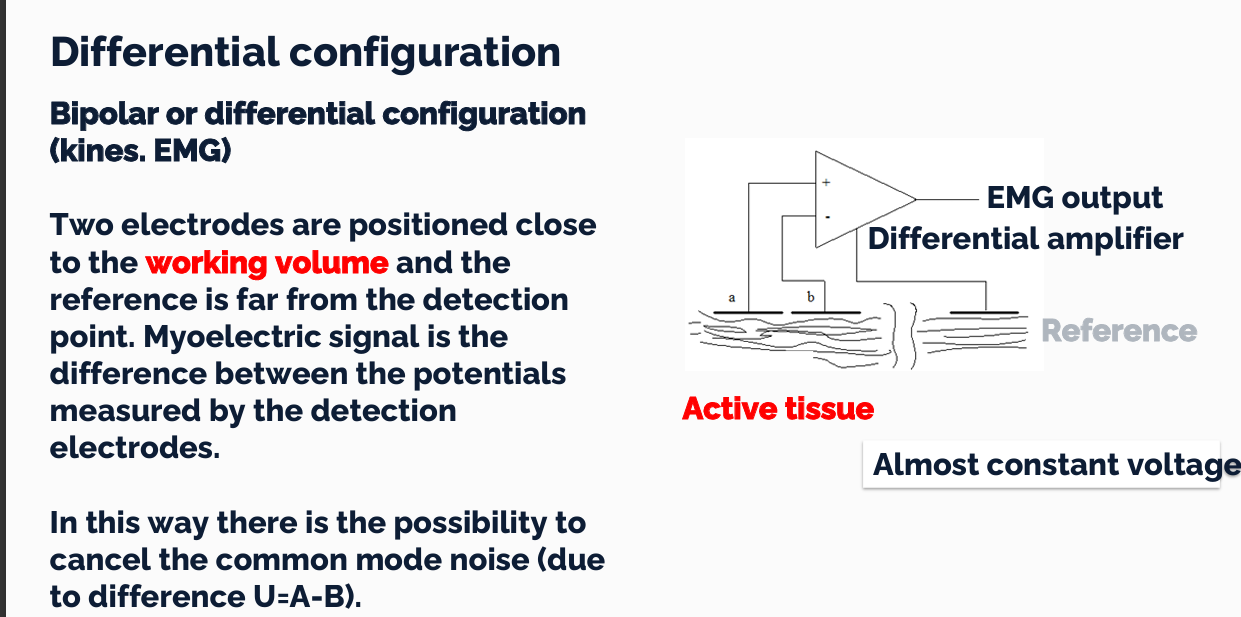 Differential configuration
Bipolar or differential configuration
(kines. EMG)
Two electrodes are positioned close
to the working volume and the
reference is far from the detection
point. Myoelectric signal is the
difference between the potentials
measured by the detection
electrodes.
In this way there is the possibility to
cancel the common mode noise (due
to difference U=A-B).
+
-
EMG output
Differential amplifier
a
b
Reference
Active tissue
Almost constant voltage